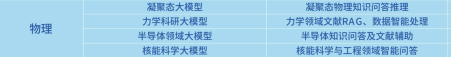 物理
凝聚态大模型 凝聚态物理知识问答推理
力学科研大模型 力学领域文献RAG、数据智能处理
半导体领域大模型 半导体知识问答及文献辅助
核能科学大模型 核能科学与工程领域智能问答